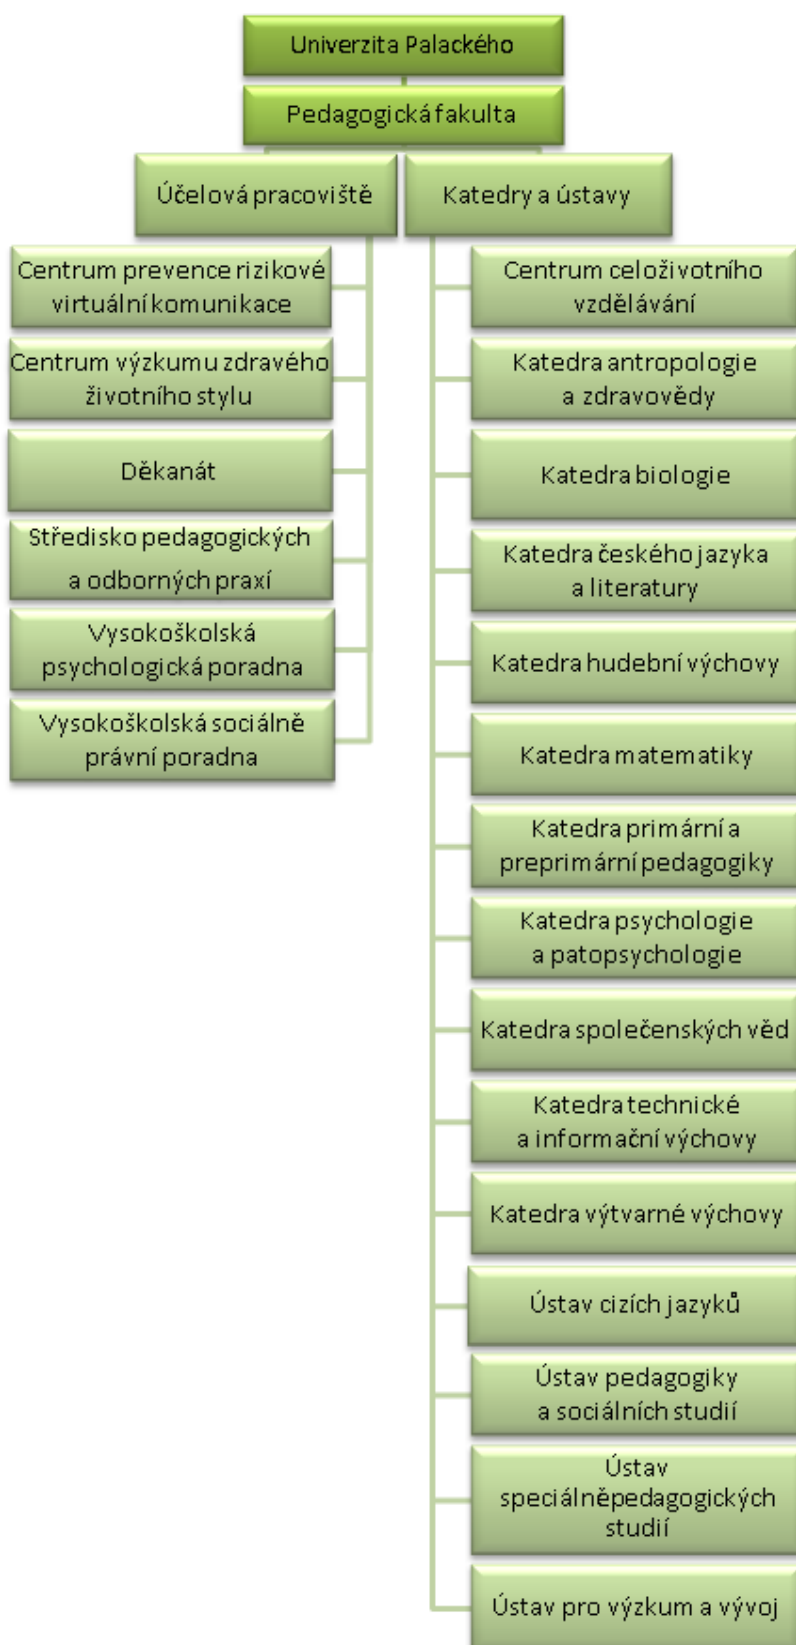 Univerzita Palackého
Pedagogická fakulta
Účelová pracoviště
Katedry a ústavy
Centrum prevence rizikové
virtuální komunikace
Centrum výzkumu zdravého
životního stylu
Děkanát
Středisko pedagogických
a odborných praxí
Vysokoškolská
psychologická poradna
Vysokoškolská sociálně
právní poradna
Centrum celoživotního
vzdělávání
Katedra antropologie
a zdravovědy
Katedra biologie
Katedra českého jazyka
a literatury
Katedra hudební výchovy
Katedra matematiky
Katedra primární a
preprimární pedagogiky
Katedra psychologie
a patopsychologie
Katedra společenských věd
Katedra technické
a informační výchovy
Katedra výtvarné výchovy
Ústav cizích jazyků
Ústav pedagogiky
a sociálních studií
Ústav
speciálněpedagogických
studií
Ústav pro výzkum a vývoj